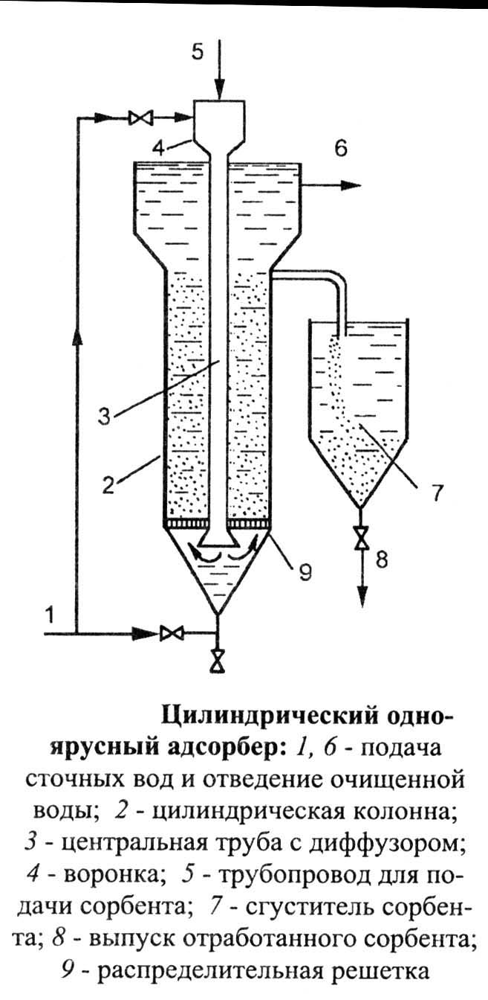 5
4
6
3
2
7
9
8
1
Цилиндрический одно-
ярусный адсорбер: 1, 6 - подача
сточных вод и отведение очищенной
воды; 2 - цилиндрическая колонна;
3 - центральная труба с диффузором;
4 - воронка; 5 - трубопровод для по-
дачи сорбента; 7 - сгуститель сорбен-
та; 8 - выпуск отработанного сорбента;
9 - распределительная решетка